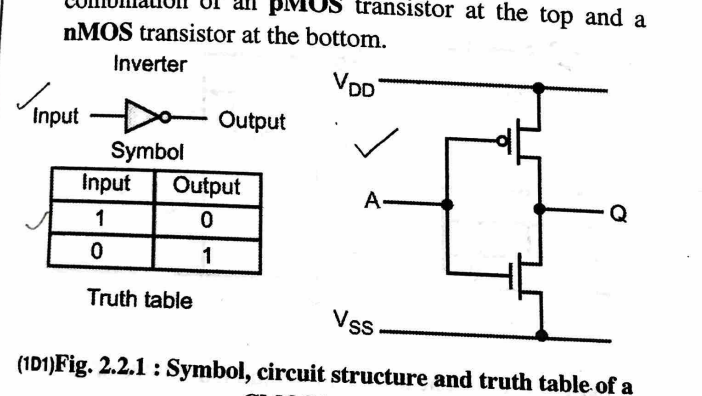 combination of an pMOS transistor at the top and a
nMOS transistor at the bottom.
Inverter
Input
Output
Symbol
Input Output
1 0
0 1
Truth table
VDD
A
Q
VSS
(1D1)Fig. 2.2.1 : Symbol, circuit structure and truth table of a